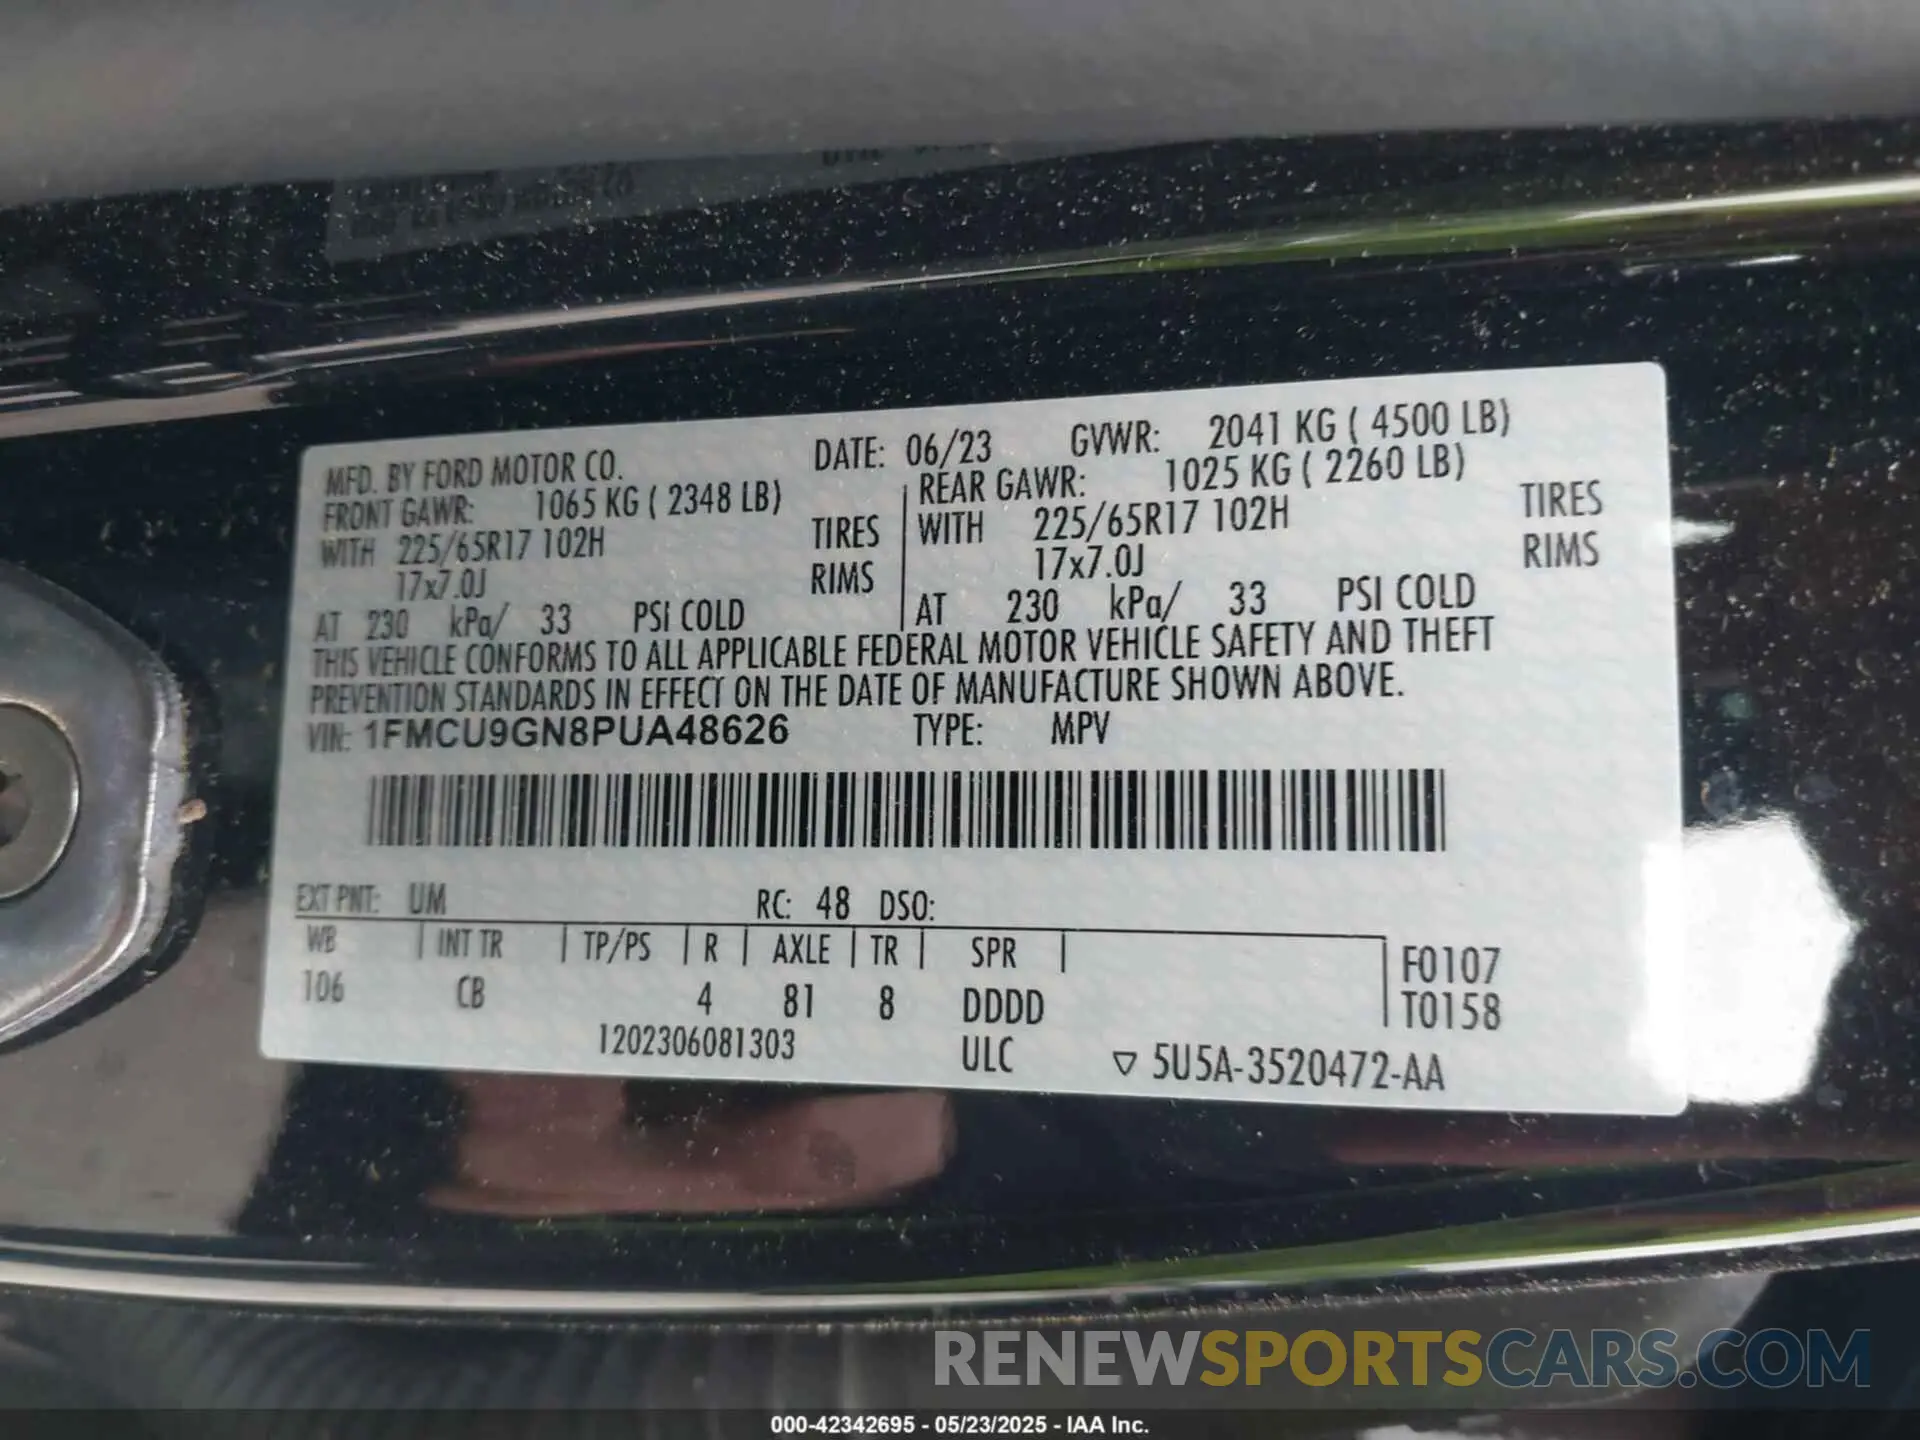 MFD. BY FORD MOTOR CO. DATE: 06/23 GVWR: 2041 KG ( 4500 LB)
FRONT GAWR: 1065 KG ( 2348 LB) REAR GAWR: 1025 KG ( 2260 LB)
WITH 225/65R17 102H TIRES WITH 225/65R17 102H TIRES
17x7.0J RIMS 17x7.0J RIMS
AT 230 kPa/ 33 PSI COLD AT 230 kPa/ 33 PSI COLD
THIS VEHICLE CONFORMS TO ALL APPLICABLE FEDERAL MOTOR VEHICLE SAFETY AND THEFT
PREVENTION STANDARDS IN EFFECT ON THE DATE OF MANUFACTURE SHOWN ABOVE.
VIN: 1FMCU9GN8PUA48626 TYPE: MPV
EXT PNT: UM RC: 48 DSO:
WB INT TR TP/PS R AXLE TR SPR F0107
106 CB 4 81 8 DDDD T0158
1202306081303 ULC ▽ 5U5A-3520472-AA
RENEWSPORTSCARS.COM
000-42342695 - 05/23/2025 - IAA Inc.